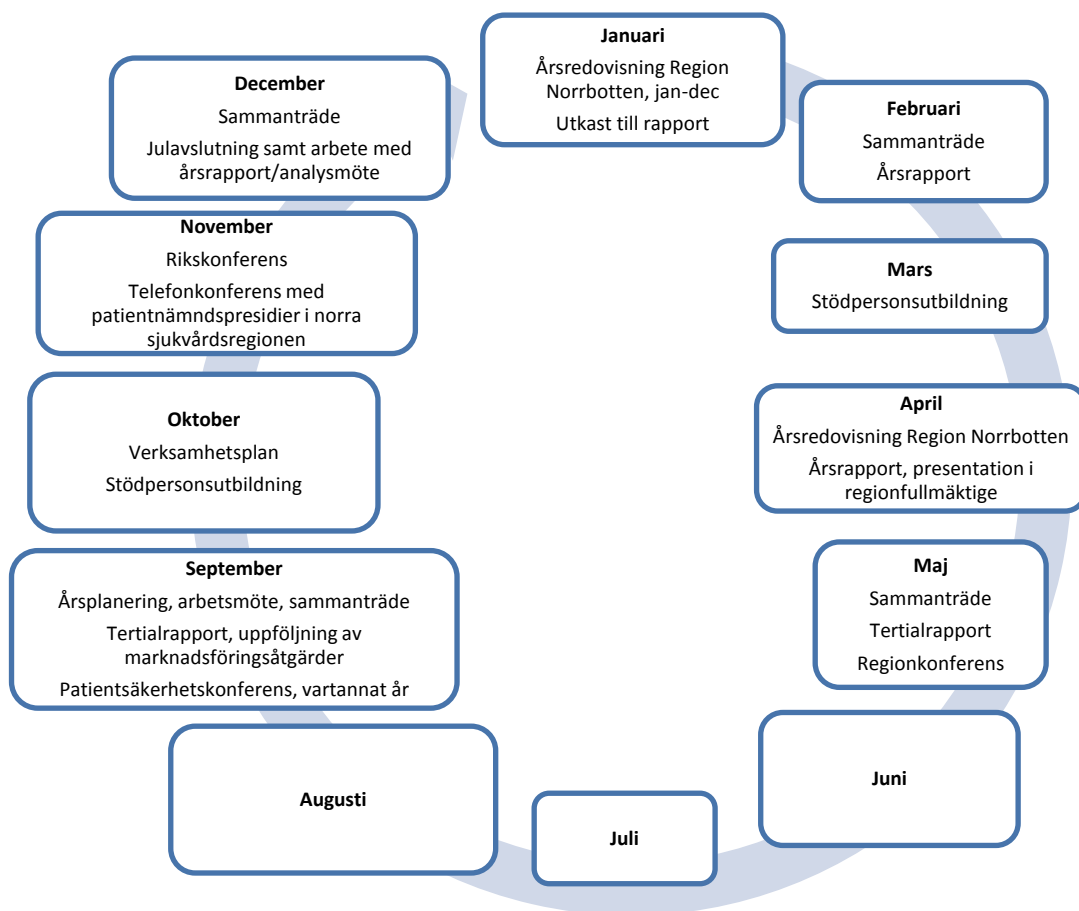 Januari
Årsredovisning Region
Norrbotten, jan-dec
Utkast till rapport
Februari
Sammanträde
Årsrapport
Mars
Stödpersonsutbildning
April
Årsredovisning Region Norrbotten
Årsrapport, presentation i
regionfullmäktige
Maj
Sammanträde
Tertialrapport
Regionkonferens
Juni
Juli
Augusti
September
Årsplanering, arbetsmöte, sammanträde
Tertialrapport, uppföljning av
marknadsföringsåtgärder
Patientsäkerhetskonferens, vartannat år
Oktober
Verksamhetsplan
Stödpersonsutbildning
November
Rikskonferens
Telefonkonferens med
patientnämndspresidier i norra
sjukvårdsregionen
December
Sammanträde
Julavslutning samt arbete med
årsrapport/analysmöte